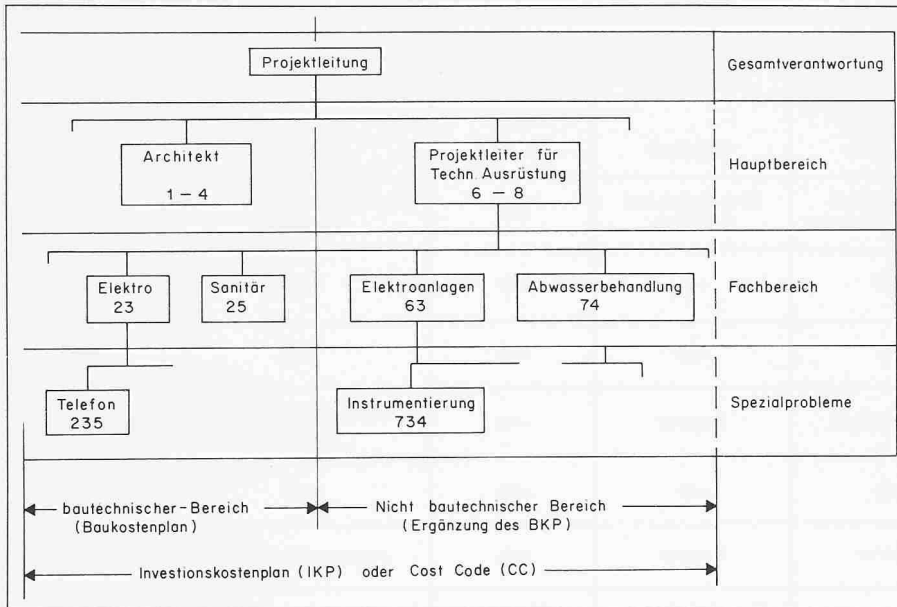 Projektleitung
Gesamtverantwortung
Architekt
1 – 4
Projektleiter für
Techn. Ausrüstung
6 – 8
Hauptbereich
Elektro
23
Sanitär
25
Elektroanlagen
63
Abwasserbehandlung
74
Fachbereich
Telefon
235
Instrumentierung
734
Spezialprobleme
bautechnischer-Bereich
(Baukostenplan)
Nicht bautechnischer Bereich
(Ergänzung des BKP)
Investionskostenplan (IKP) oder Cost Code (CC)